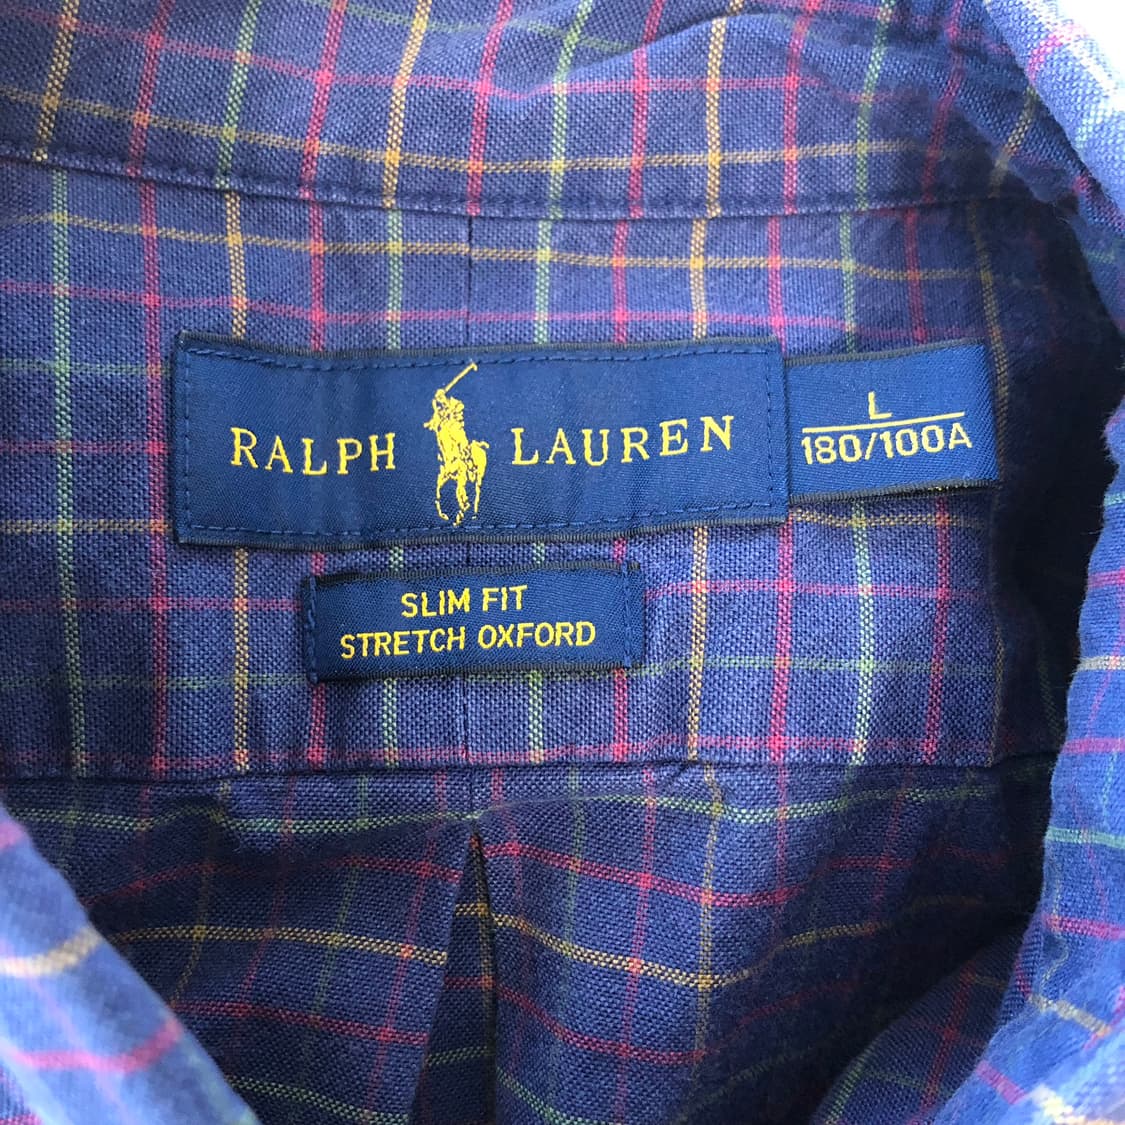 RALPH LAUREN
L
180/100A
SLIM FIT
STRETCH OXFORD